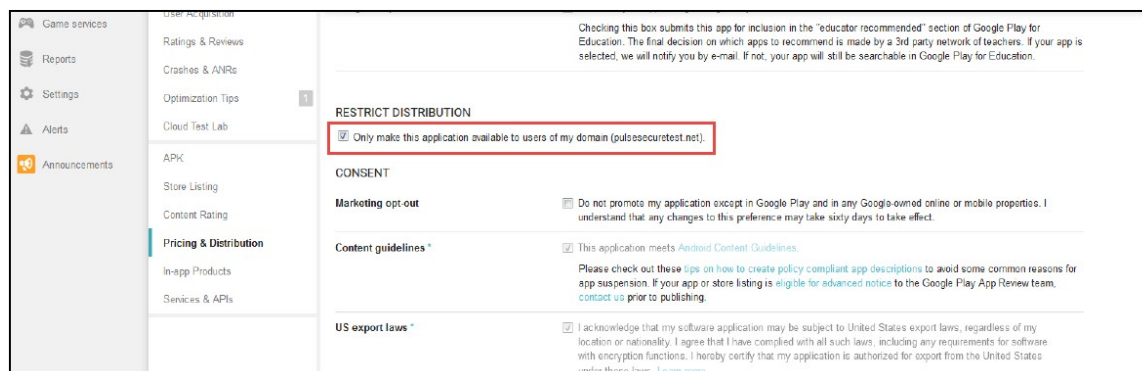 User Acquisition
Game services
Ratings & Reviews
Reports
Crashes & ANRs
Settings
Optimization Tips 1
Alerts
Cloud Test Lab
Announcements
APK
Store Listing
Content Rating
Pricing & Distribution
In-app Products
Services & APIs
Checking this box submits this app for inclusion in the "educator recommended" section of Google Play for
Education. The final decision on which apps to recommend is made by a 3rd party network of teachers. If your app is
selected, we will notify you by e-mail. If not, your app will still be searchable in Google Play for Education.
RESTRICT DISTRIBUTION
Only make this application available to users of my domain (pulsesecuretest.net).
CONSENT
Marketing opt-out
Do not promote my application except in Google Play and in any Google-owned online or mobile properties. I
understand that any changes to this preference may take sixty days to take effect.
Content guidelines *
This application meets Android Content Guidelines.
Please check out these tips on how to create policy compliant app descriptions to avoid some common reasons for
app suspension. If your app or store listing is eligible for advanced notice to the Google Play App Review team,
contact us prior to publishing.
US export laws *
I acknowledge that my software application may be subject to United States export laws, regardless of my
location or nationality. I agree that I have complied with all such laws, including any requirements for software
with encryption functions. I hereby certify that my application is authorized for export from the United States
under these laws. Learn more